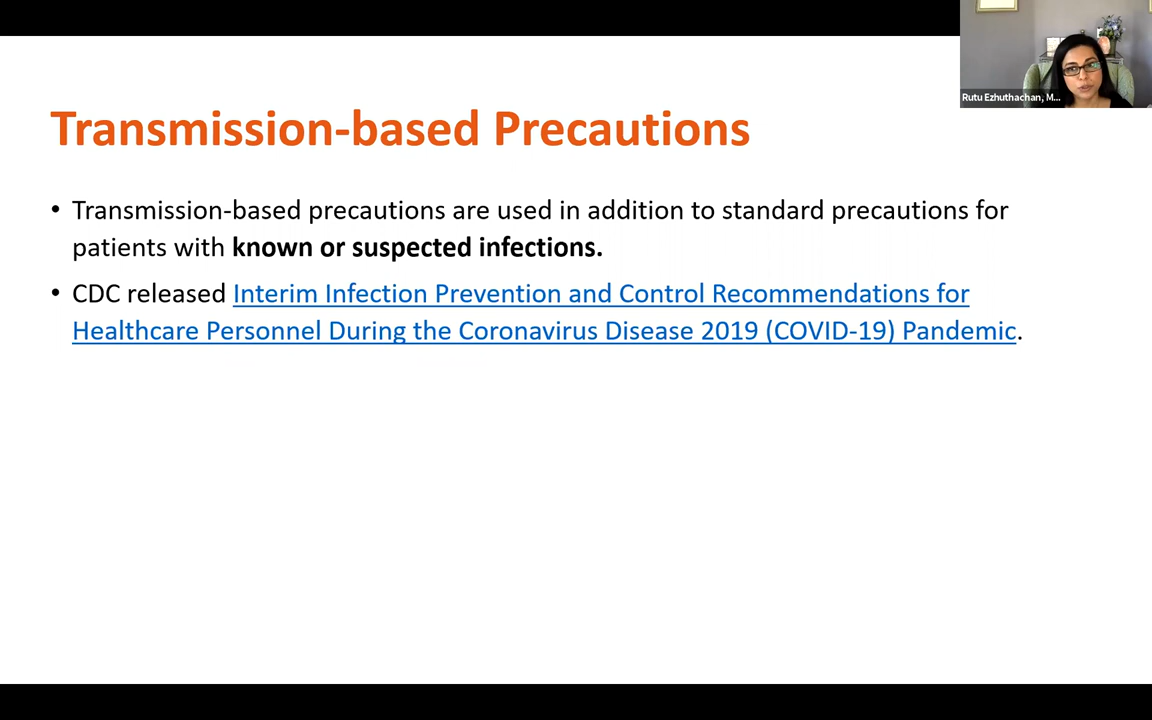 Transmission-based Precautions
• Transmission-based precautions are used in addition to standard precautions for
patients with known or suspected infections.
• CDC released Interim Infection Prevention and Control Recommendations for
Healthcare Personnel During the Coronavirus Disease 2019 (COVID-19) Pandemic.
Rutu Ezhuthachan, M...